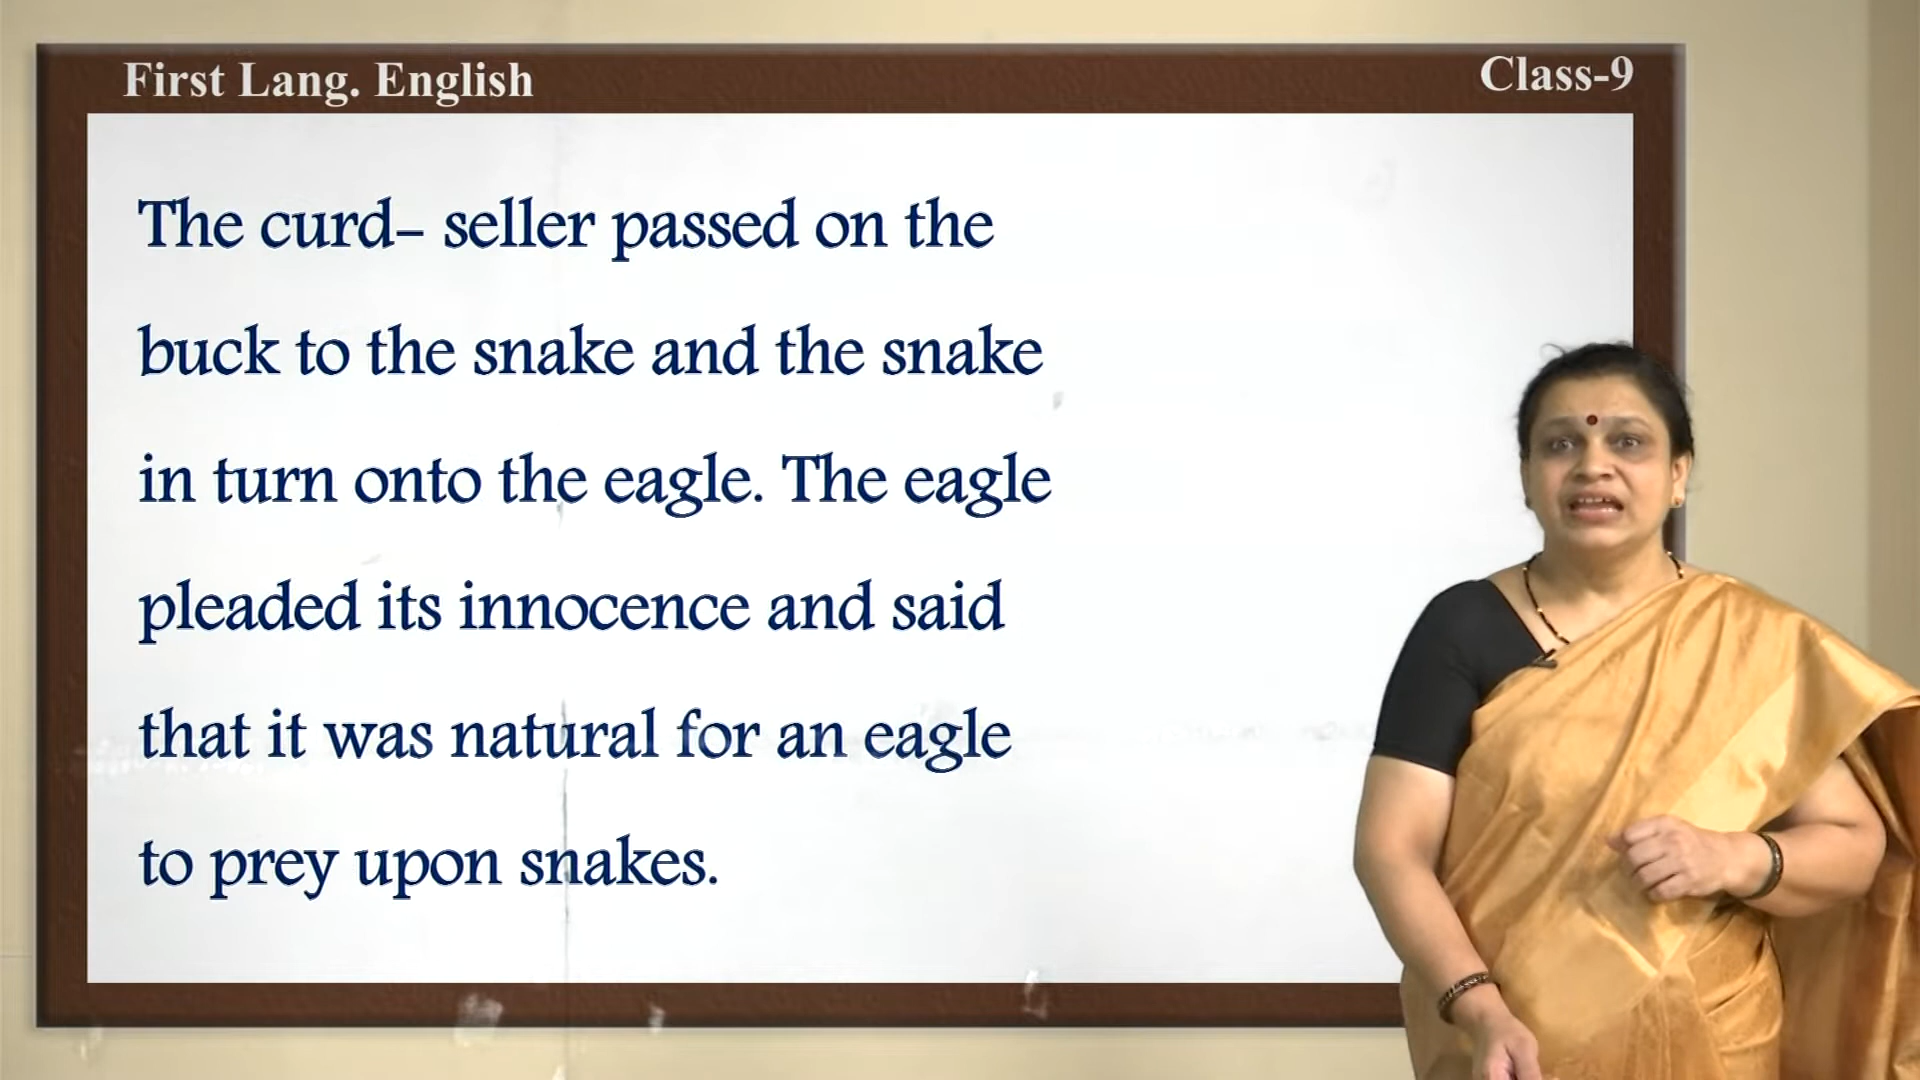 First Lang. English
Class-9
The curd- seller passed on the
buck to the snake and the snake
in turn onto the eagle. The eagle
pleaded its innocence and said
that it was natural for an eagle
to prey upon snakes.